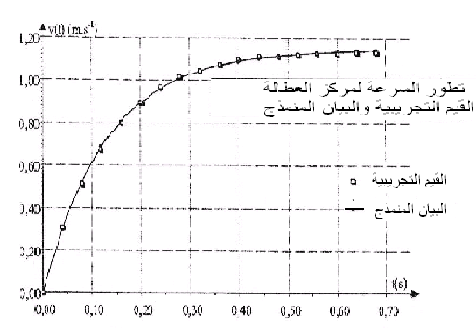 v(t) (m.s⁻¹)
1,20
1,00
0,80
0,60
0,40
0,20
0,00
تطور السرعة لمركز العطالة
القيم التجريبية والبيان المنمذج
القيم التجريبية
البيان المنمذج
t(s)
0,00 0,10 0,20 0,30 0,40 0,50 0,60 0,70